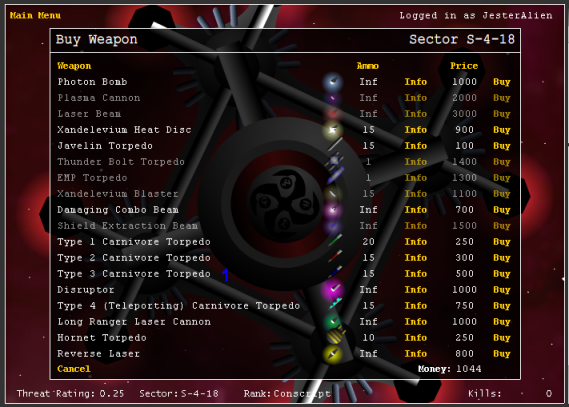 Main Menu Logged in as JesterAlien
Buy Weapon Sector S-4-18
Weapon Ammo Price
Photon Bomb Inf Info 1000 Buy
Plasma Cannon Inf Info 2000 Buy
Laser Beam Inf Info 3000 Buy
Xandelevium Heat Disc 15 Info 900 Buy
Javelin Torpedo 15 Info 100 Buy
Thunder Bolt Torpedo 1 Info 1400 Buy
EMP Torpedo 1 Info 1300 Buy
Xandelevium Blaster 15 Info 1100 Buy
Damaging Combo Beam Inf Info 700 Buy
Shield Extraction Beam Inf Info 1500 Buy
Type 1 Carnivore Torpedo 20 Info 250 Buy
Type 2 Carnivore Torpedo 15 Info 300 Buy
Type 3 Carnivore Torpedo 1 15 Info 500 Buy
Disruptor Inf Info 1000 Buy
Type 4 (Teleporting) Carnivore Torpedo 15 Info 750 Buy
Long Ranger Laser Cannon Inf Info 1000 Buy
Hornet Torpedo 10 Info 250 Buy
Reverse Laser Inf Info 800 Buy
Cancel Money: 1044
Threat Rating: 0.25 Sector: S-4-18 Rank: Conscript Kills: 0